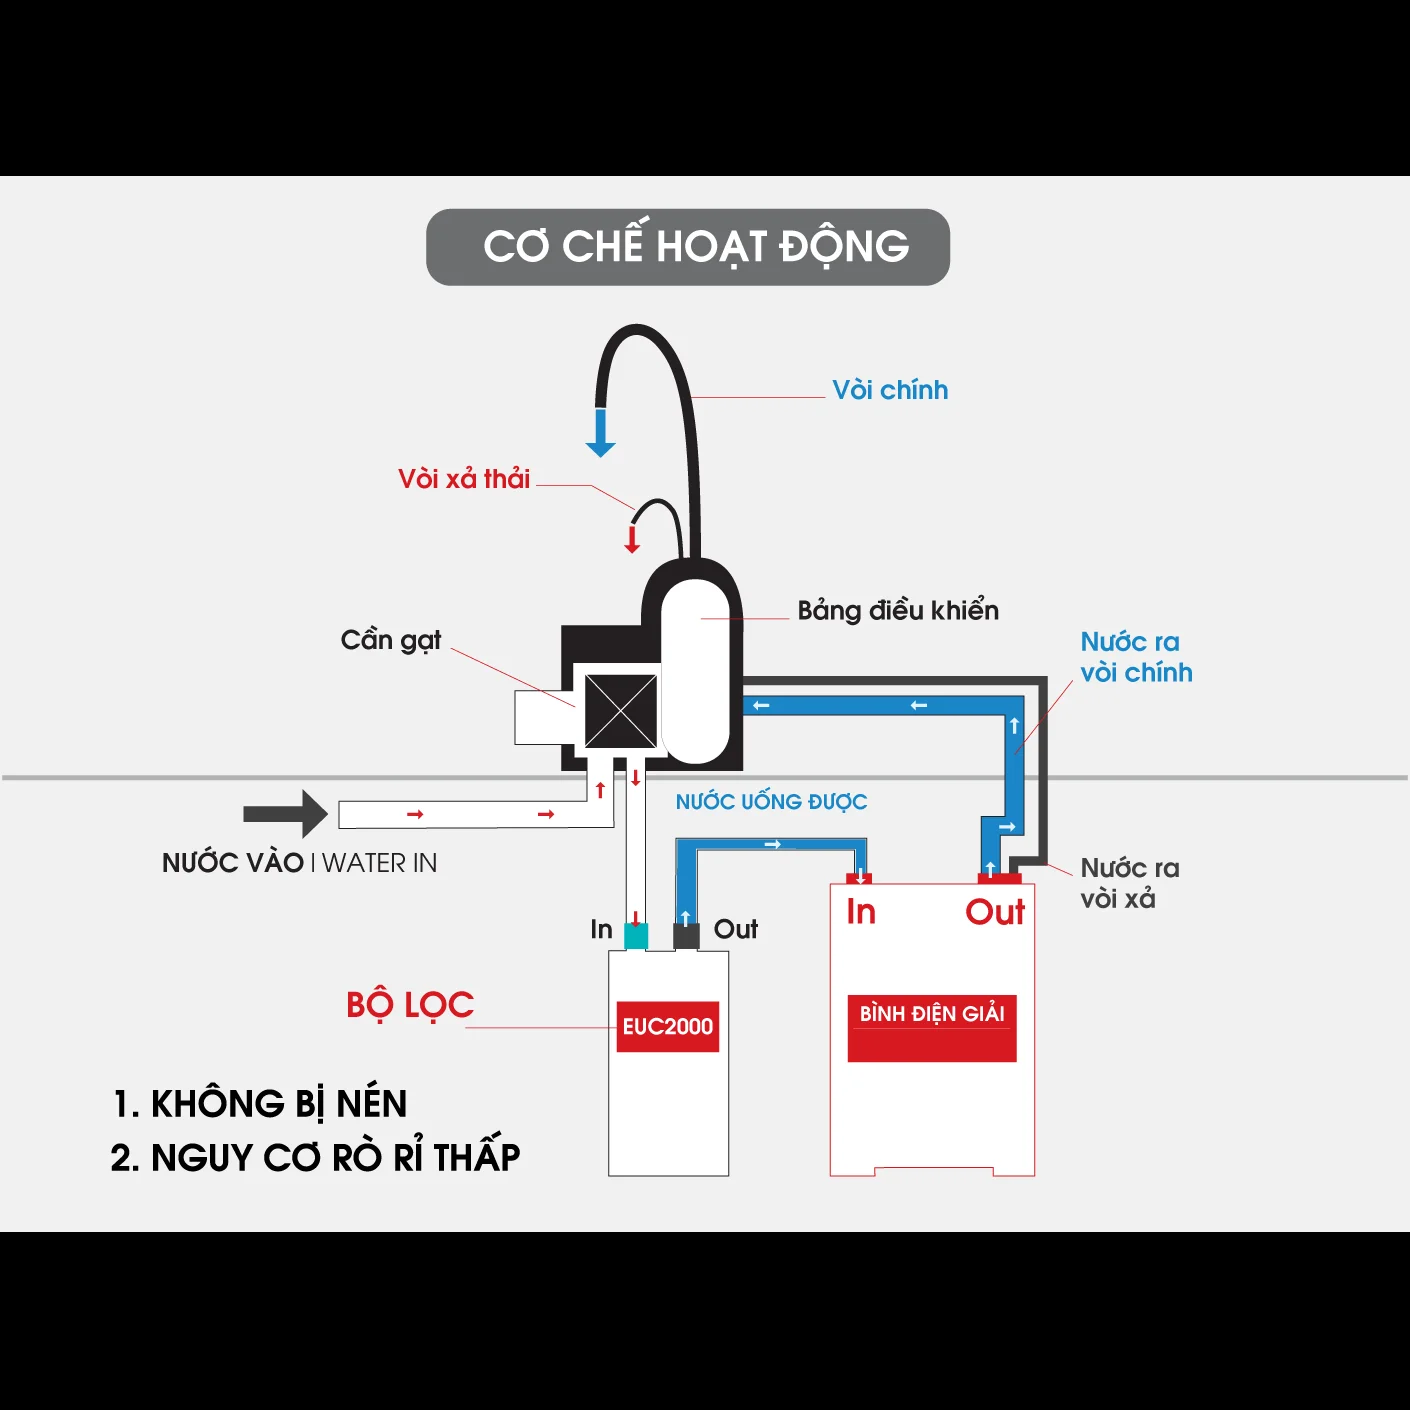 CƠ CHẾ HOẠT ĐỘNG
Vòi chính
Vòi xả thải
Bảng điều khiển
Cần gạt
Nước ra
vòi chính
NƯỚC UỐNG ĐƯỢC
NƯỚC VÀO | WATER IN
Nước ra
vòi xả
In
Out
In
Out
BỘ LỌC
EUC2000
BÌNH ĐIỆN GIẢI
1. KHÔNG BỊ NÉN
2. NGUY CƠ RÒ RỈ THẤP